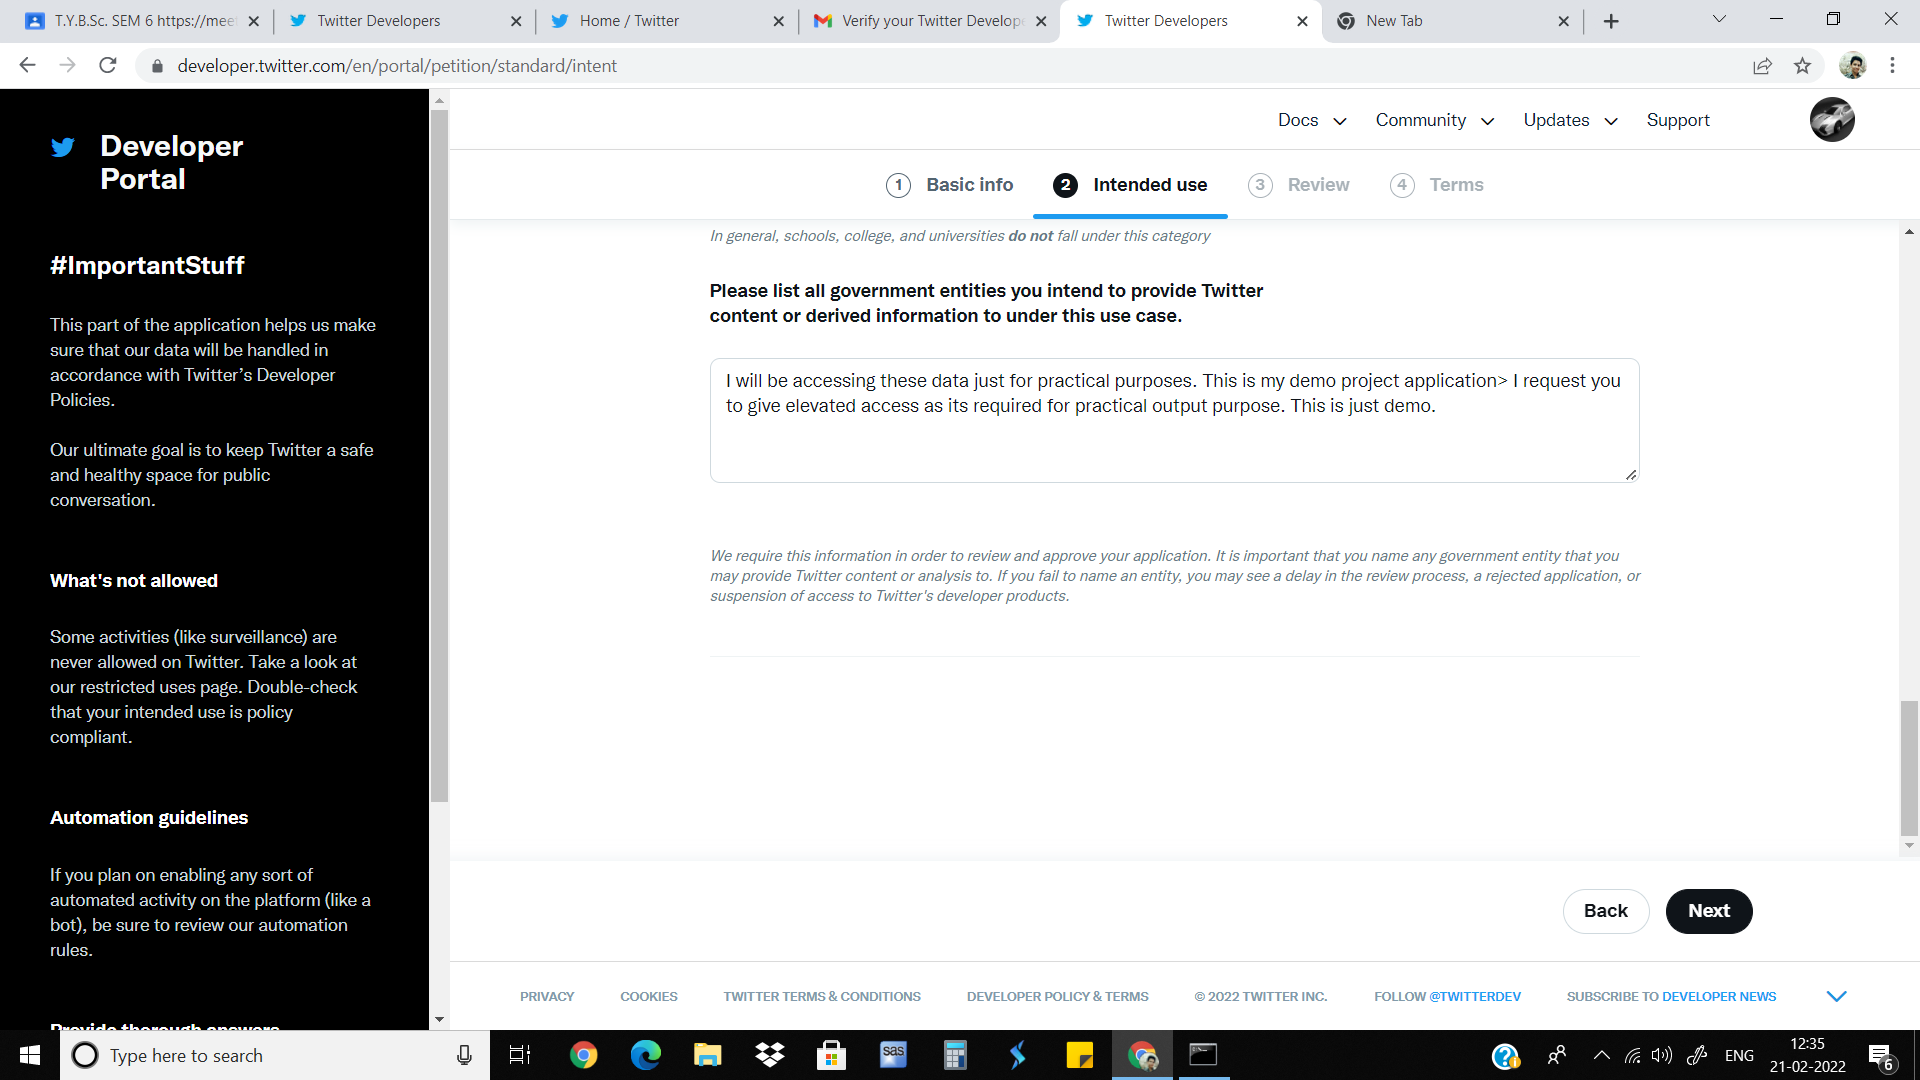 T.Y.B.Sc. SEM 6 https://mee
Twitter Developers
Home / Twitter
Verify your Twitter Develope
Twitter Developers
New Tab
developer.twitter.com/en/portal/petition/standard/intent
Developer
Portal
#ImportantStuff
This part of the application helps us make
sure that our data will be handled in
accordance with Twitter’s Developer
Policies.
Our ultimate goal is to keep Twitter a safe
and healthy space for public
conversation.
What's not allowed
Some activities (like surveillance) are
never allowed on Twitter. Take a look at
our restricted uses page. Double-check
that your intended use is policy
compliant.
Automation guidelines
If you plan on enabling any sort of
automated activity on the platform (like a
bot), be sure to review our automation
rules.
Provide thorough answers
Docs Community Updates Support
1 Basic info 2 Intended use 3 Review 4 Terms
In general, schools, college, and universities do not fall under this category
Please list all government entities you intend to provide Twitter
content or derived information to under this use case.
I will be accessing these data just for practical purposes. This is my demo project application> I request you
to give elevated access as its required for practical output purpose. This is just demo.
We require this information in order to review and approve your application. It is important that you name any government entity that you
may provide Twitter content or analysis to. If you fail to name an entity, you may see a delay in the review process, a rejected application, or
suspension of access to Twitter's developer products.
Back Next
PRIVACY COOKIES TWITTER TERMS & CONDITIONS DEVELOPER POLICY & TERMS © 2022 TWITTER INC. FOLLOW @TWITTERDEV SUBSCRIBE TO DEVELOPER NEWS
Type here to search
sas
ENG
12:35
21-02-2022
6